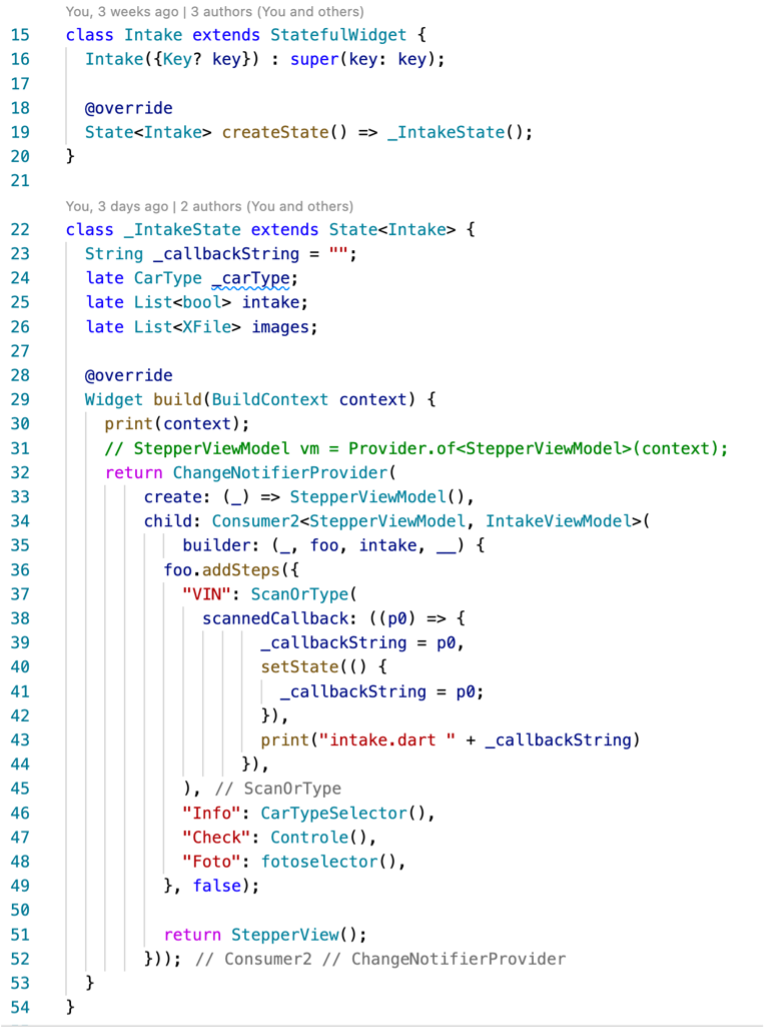 You, 3 weeks ago | 3 authors (You and others)
15 class Intake extends StatefulWidget {
16 Intake({Key? key}) : super(key: key);
17
18 @override
19 State<Intake> createState() => _IntakeState();
20 }
21
You, 3 days ago | 2 authors (You and others)
22 class _IntakeState extends State<Intake> {
23 String _callbackString = "";
24 late CarType _carType;
25 late List<bool> intake;
26 late List<XFile> images;
27
28 @override
29 Widget build(BuildContext context) {
30 print(context);
31 // StepperViewModel vm = Provider.of<StepperViewModel>(context);
32 return ChangeNotifierProvider(
33 create: (_) => StepperViewModel(),
34 child: Consumer2<StepperViewModel, IntakeViewModel>(
35 builder: (_, foo, intake, __) {
36 foo.addSteps({
37 "VIN": ScanOrType(
38 scannedCallback: ((p0) => {
39 _callbackString = p0,
40 setState(() {
41 _callbackString = p0;
42 }),
43 print("intake.dart " + _callbackString)
44 }),
45 ), // ScanOrType
46 "Info": CarTypeSelector(),
47 "Check": Controle(),
48 "Foto": fotoselector(),
49 }, false);
50
51 return StepperView();
52 })); // Consumer2 // ChangeNotifierProvider
53 }
54 }